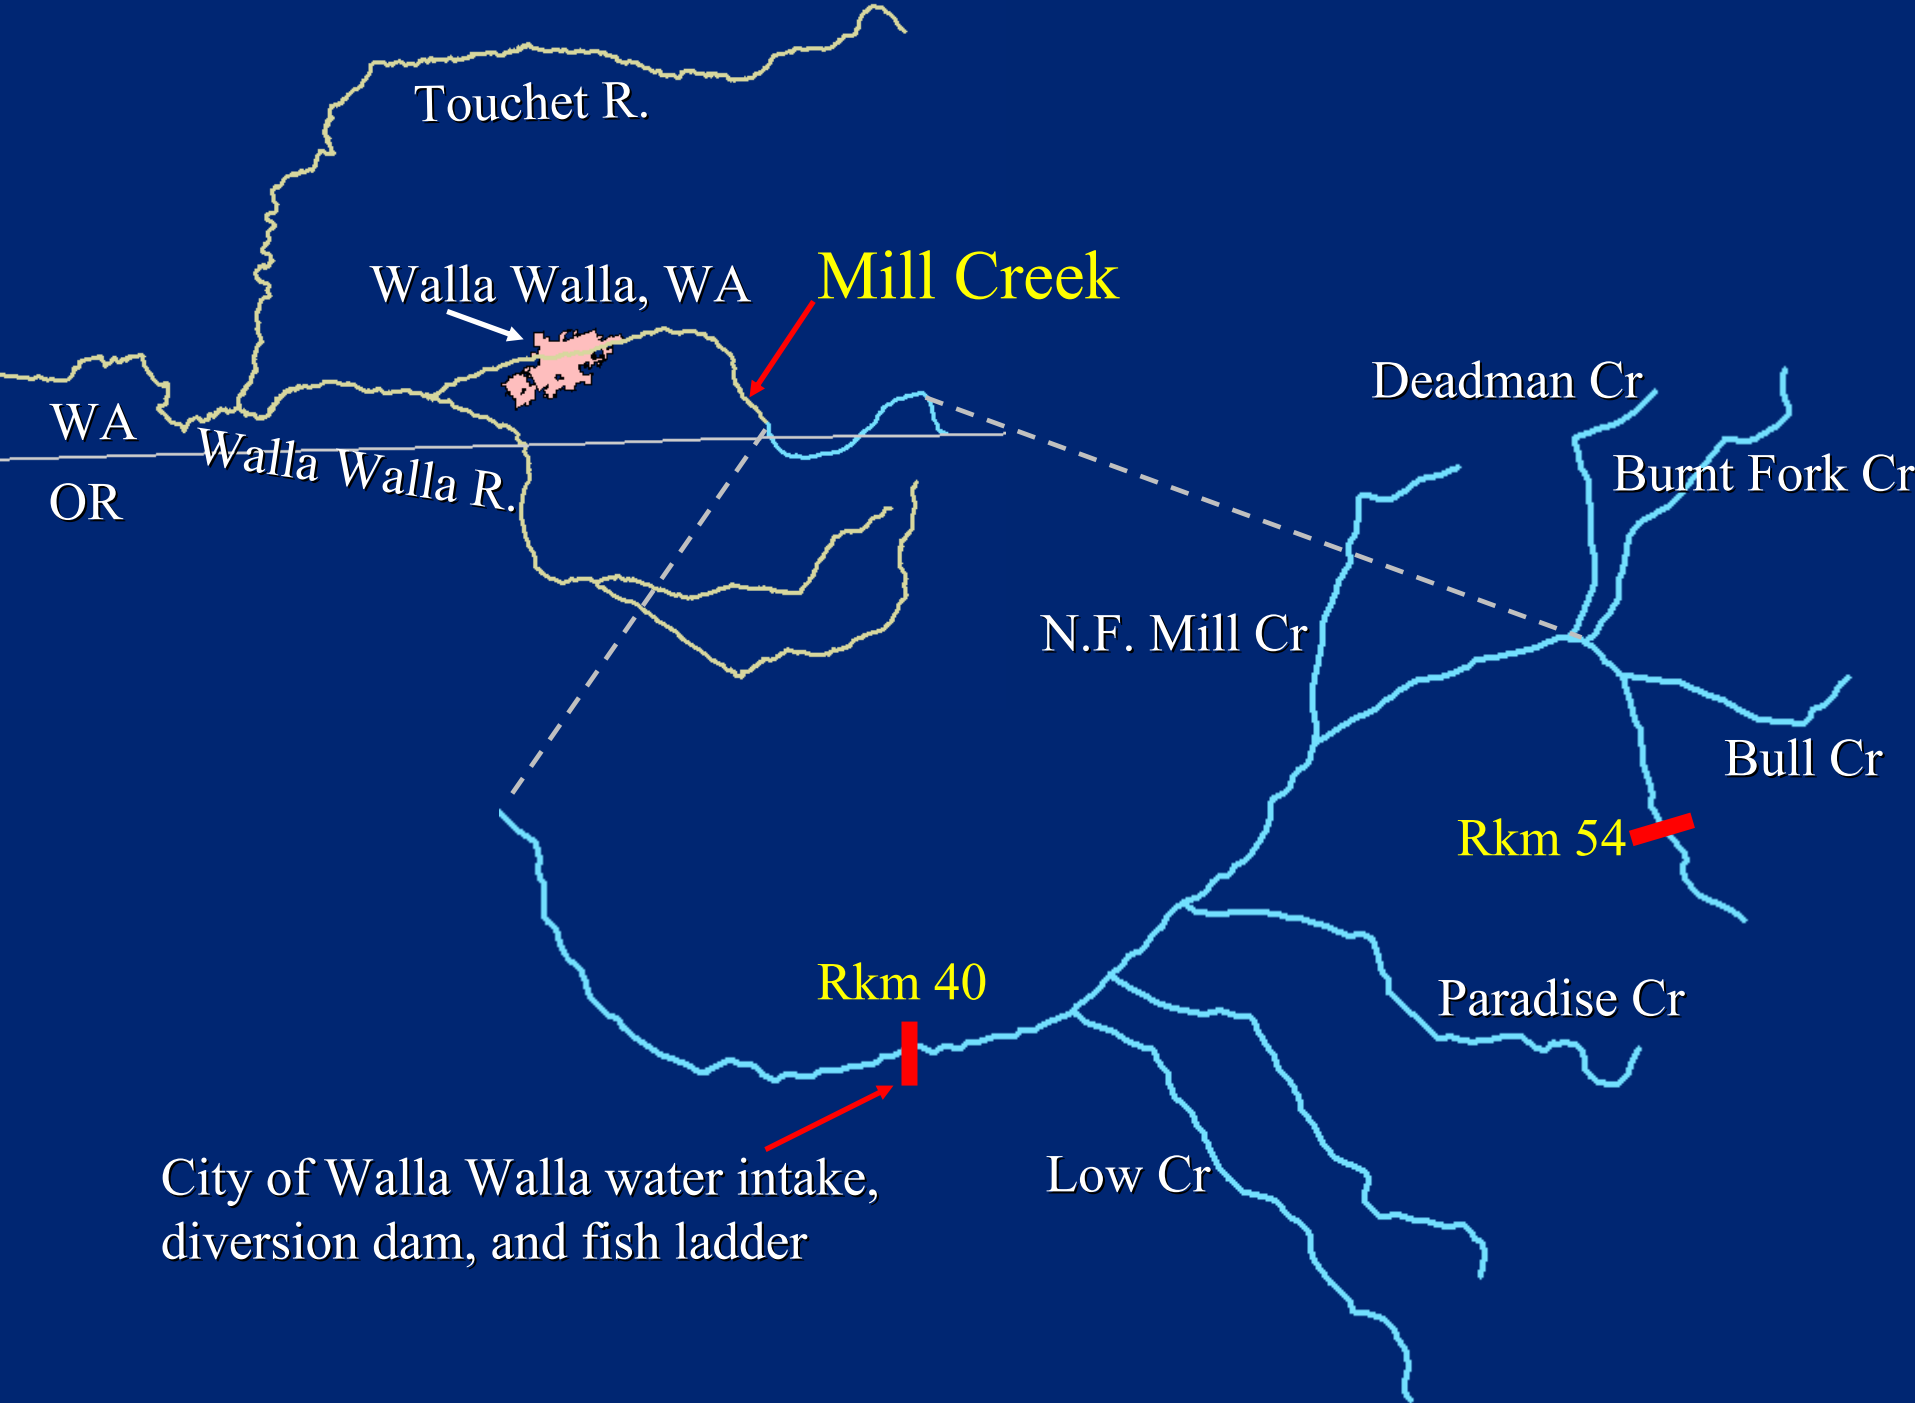 Touchet R.
Walla Walla, WA
Mill Creek
Deadman Cr
WA
Walla Walla R.
Burnt Fork Cr
OR
N.F. Mill Cr
Bull Cr
Rkm 54
Rkm 40
Paradise Cr
City of Walla Walla water intake,
diversion dam, and fish ladder
Low Cr